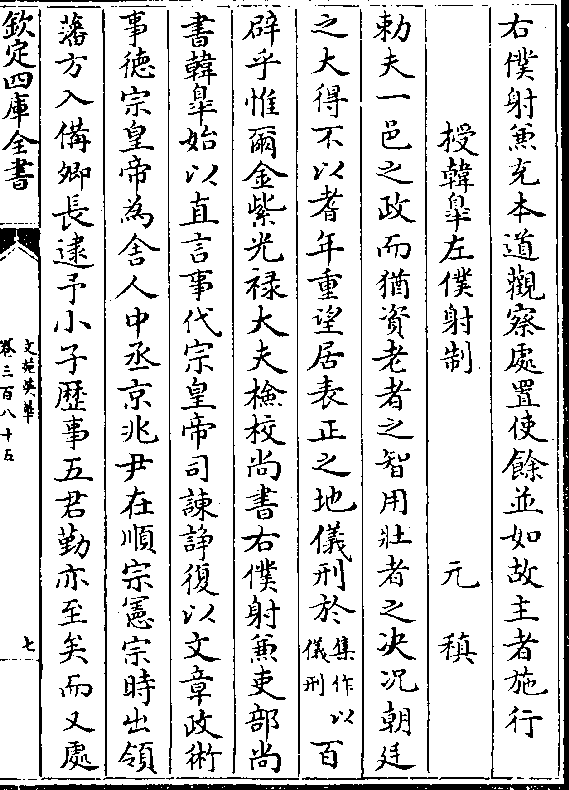 右僕射兼充本道觀察處置使餘並如故主者施行
授韓臯左僕射制　元稹
勅夫一邑之政而猶資老者之智用壯者之决况朝廷
之大得不以耆年重望居表正之地儀刑於集作以儀刑百
辟乎惟爾金紫光禄大夫檢校尚書右僕射兼吏部尚
書韓臯始以直言事代宗皇帝司諫諍復以文章政術
事德宗皇帝為舍人中丞京兆尹在順宗憲宗時出領
藩方入備卿長逮予小子歴事五君勤亦至矣而又處
欽定四庫全書
文苑英華
卷三百八十五
七